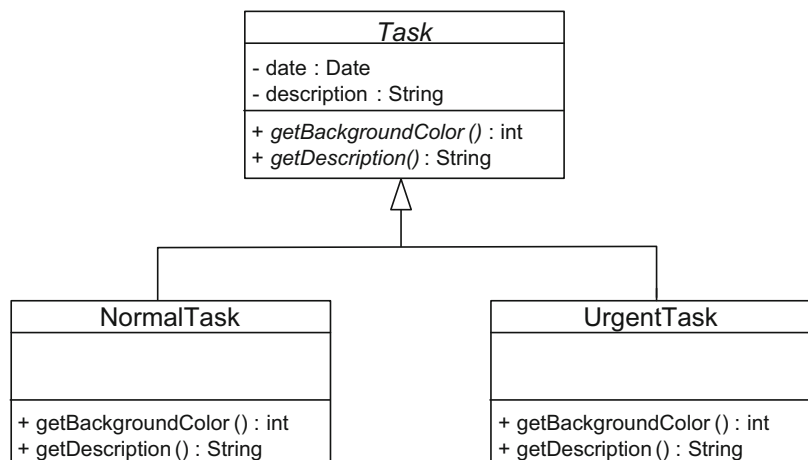 Task
- date : Date
- description : String
+ getBackgroundColor () : int
+ getDescription() : String
NormalTask
+ getBackgroundColor () : int
+ getDescription () : String
UrgentTask
+ getBackgroundColor () : int
+ getDescription () : String